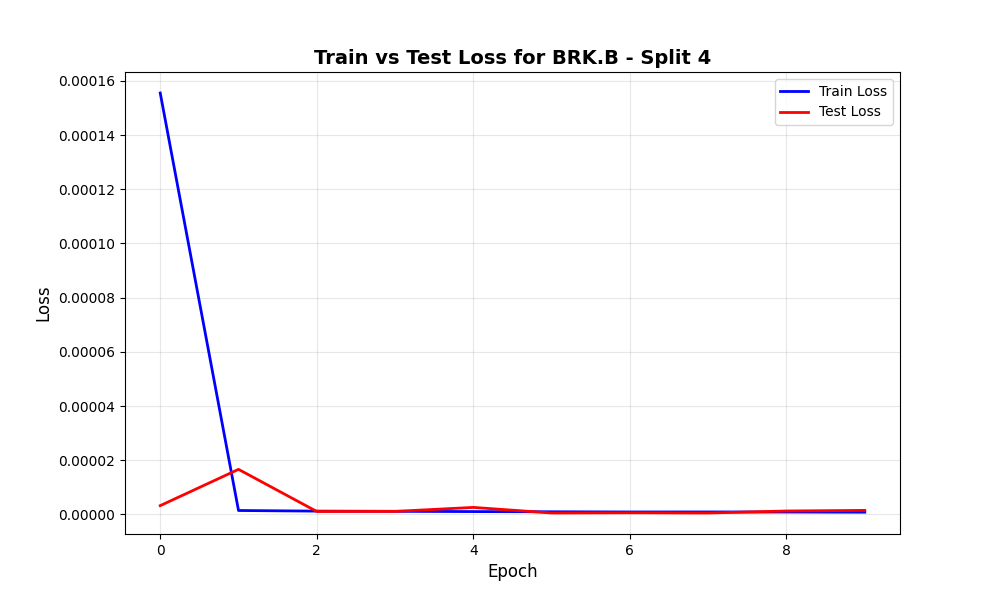 Train vs Test Loss for BRK.B - Split 4
Train Loss
Test Loss
0.00016
0.00014
0.00012
0.00010
0.00008
0.00006
0.00004
0.00002
0.00000
Loss
0 2 4 6 8
Epoch